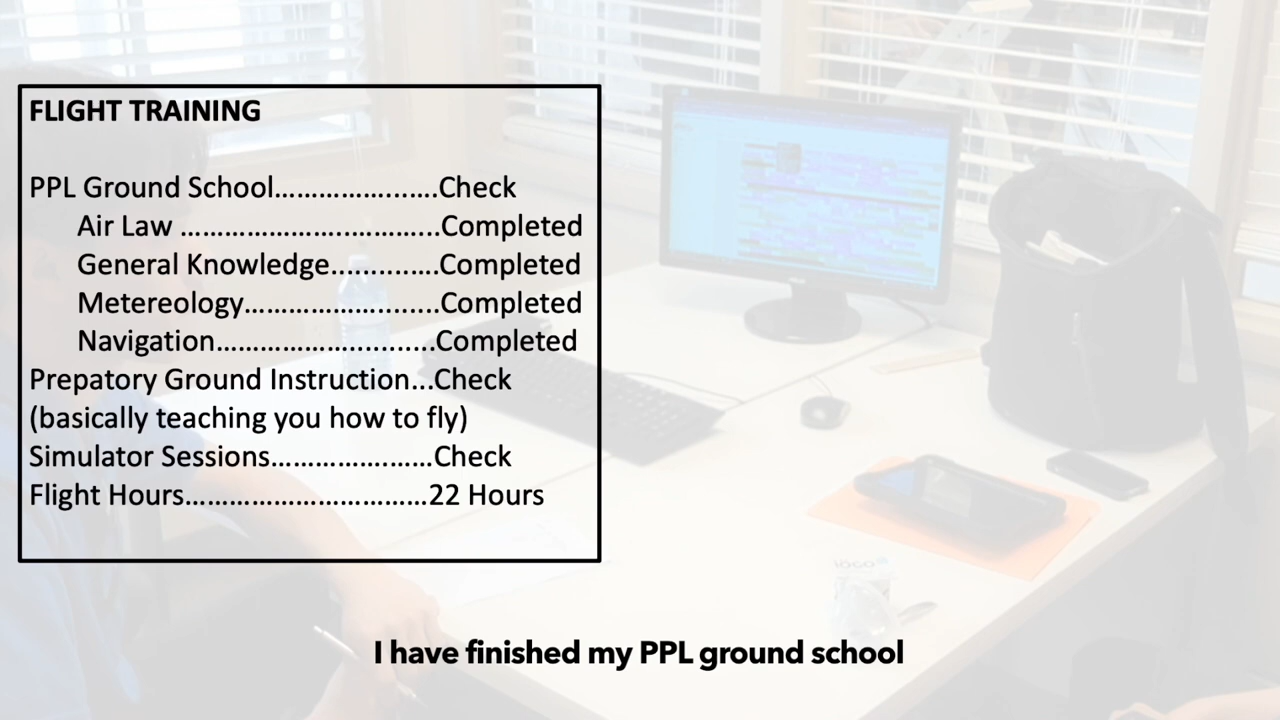 FLIGHT TRAINING
PPL Ground School……………..….Check
Air Law …………………..………..Completed
General Knowledge...……..….Completed
Metereology………………........Completed
Navigation………………...........Completed
Prepatory Ground Instruction...Check
(basically teaching you how to fly)
Simulator Sessions…………….……Check
Flight Hours……………………………22 Hours
I have finished my PPL ground school